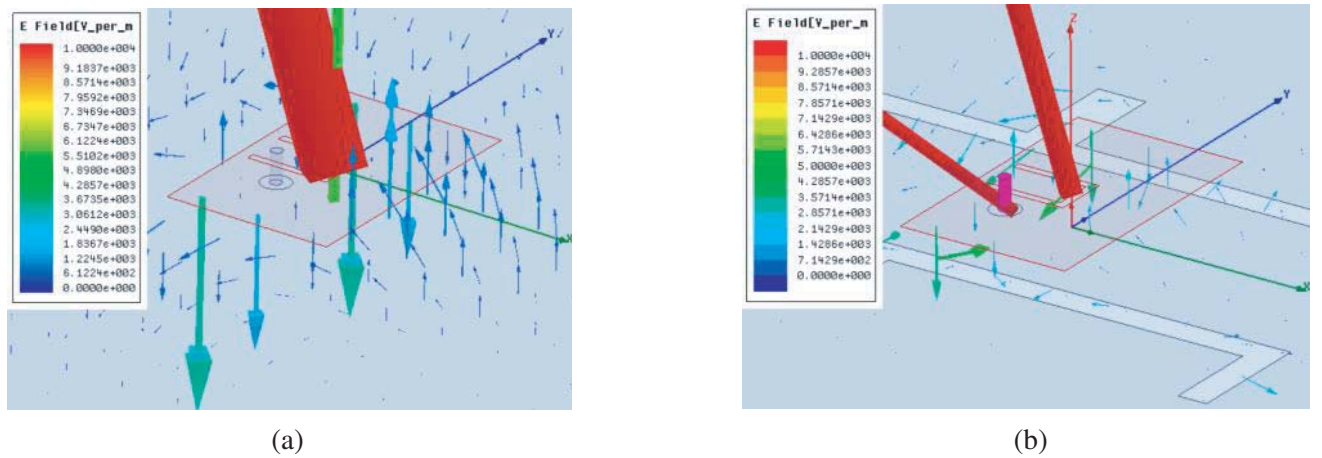 E Field[V_per_m
1.0000e+004
9.1837e+003
8.5714e+003
7.9592e+003
7.3469e+003
6.7347e+003
6.1224e+003
5.5102e+003
4.8980e+003
4.2857e+003
3.6735e+003
3.0612e+003
2.4490e+003
1.8367e+003
1.2245e+003
6.1224e+002
0.0000e+000
Y
X
(a)
E Field[V_per_m
1.0000e+004
9.2857e+003
8.5714e+003
7.8571e+003
7.1429e+003
6.4286e+003
5.7143e+003
5.0000e+003
4.2857e+003
3.5714e+003
2.8571e+003
2.1429e+003
1.4286e+003
7.1429e+002
0.0000e+000
Z
Y
X
(b)